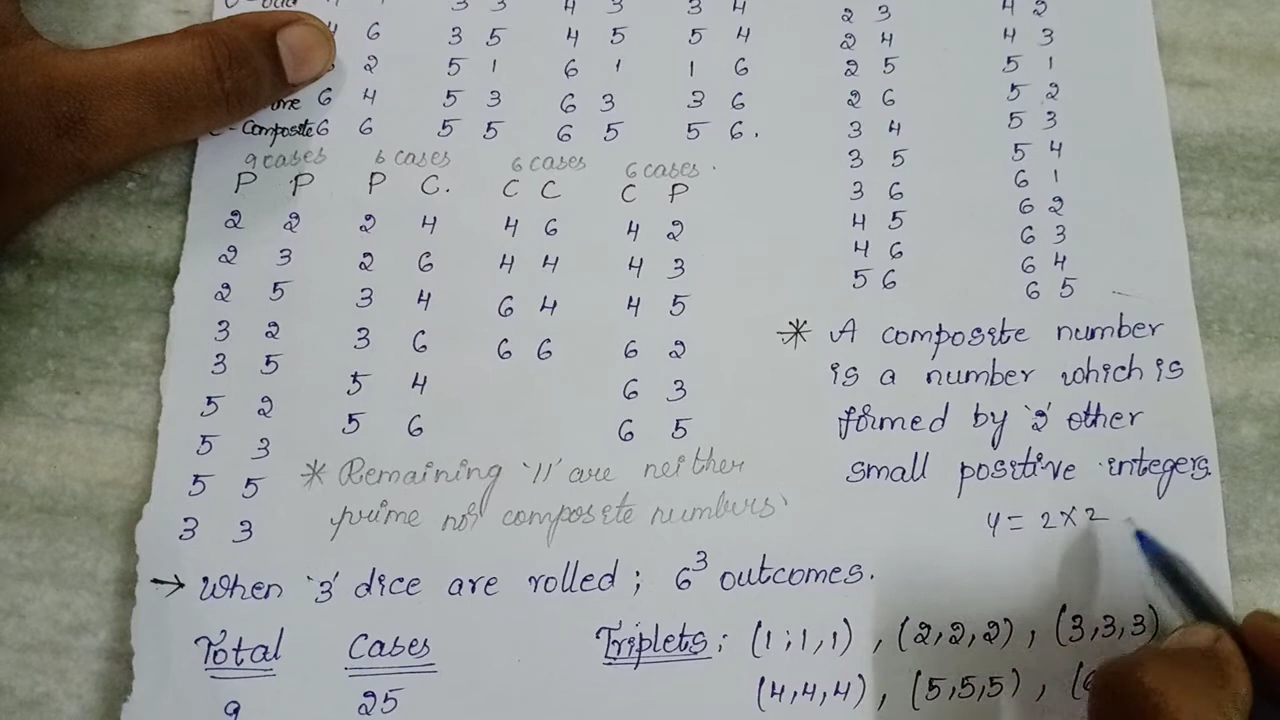 3 3 4 3 3 4 2 3 4 2
6 3 5 4 5 5 4 2 4 4 3
2 5 1 6 1 1 6 2 5 5 1
6 4 5 3 6 3 3 6 2 6 5 2
- Composite 6 6 5 5 6 5 5 6. 3 4 5 3
9 cases 6 cases 6 cases 6 cases.
P P P C. C C C P
2 2 2 4 4 6 4 2
2 3 2 6 4 4 4 3
2 5 3 4 6 4 4 5
3 2 3 6 6 6 6 2
3 5 5 4 6 3
5 2 5 6 6 5
5 3
5 5
3 3
3 5 5 4
3 6 6 1
4 5 6 2
4 6 6 3
5 6 6 4
6 5
* A composite number
is a number which is
formed by '2' other
small positive integers.
4 = 2 × 2
* Remaining '11' are neither
prime nor composite numbers.
→ When '3' dice are rolled; 6³ outcomes.
Total Cases
9 25
Triplets: (1;1,1), (2,2,2), (3,3,3)
(4,4,4), (5,5,5), (6